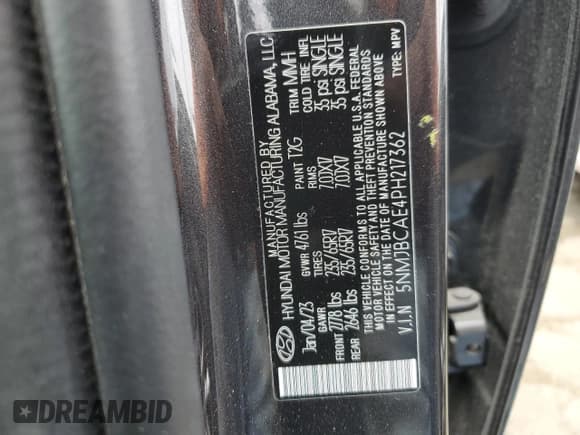 MANUFACTURED BY
HYUNDAI MOTOR MANUFACTURING ALABAMA, LLC
Jan/04/23 GVWR 4761 lbs PAINT T2G TRIM MMH
GAWR TIRES RIMS COLD TIRE INFL
FRONT 2778 lbs 235/65R17 7.0JX17 35 psi SINGLE
REAR 2646 lbs 235/65R17 7.0JX17 35 psi SINGLE
THIS VEHICLE CONFORMS TO ALL APPLICABLE U.S.A. FEDERAL
MOTOR VEHICLE SAFETY AND THEFT PREVENTION STANDARDS
IN EFFECT ON THE DATE OF MANUFACTURE SHOWN ABOVE
V.I.N 5NMJBCAE4PH217362 TYPE: MPV
DREAMBID